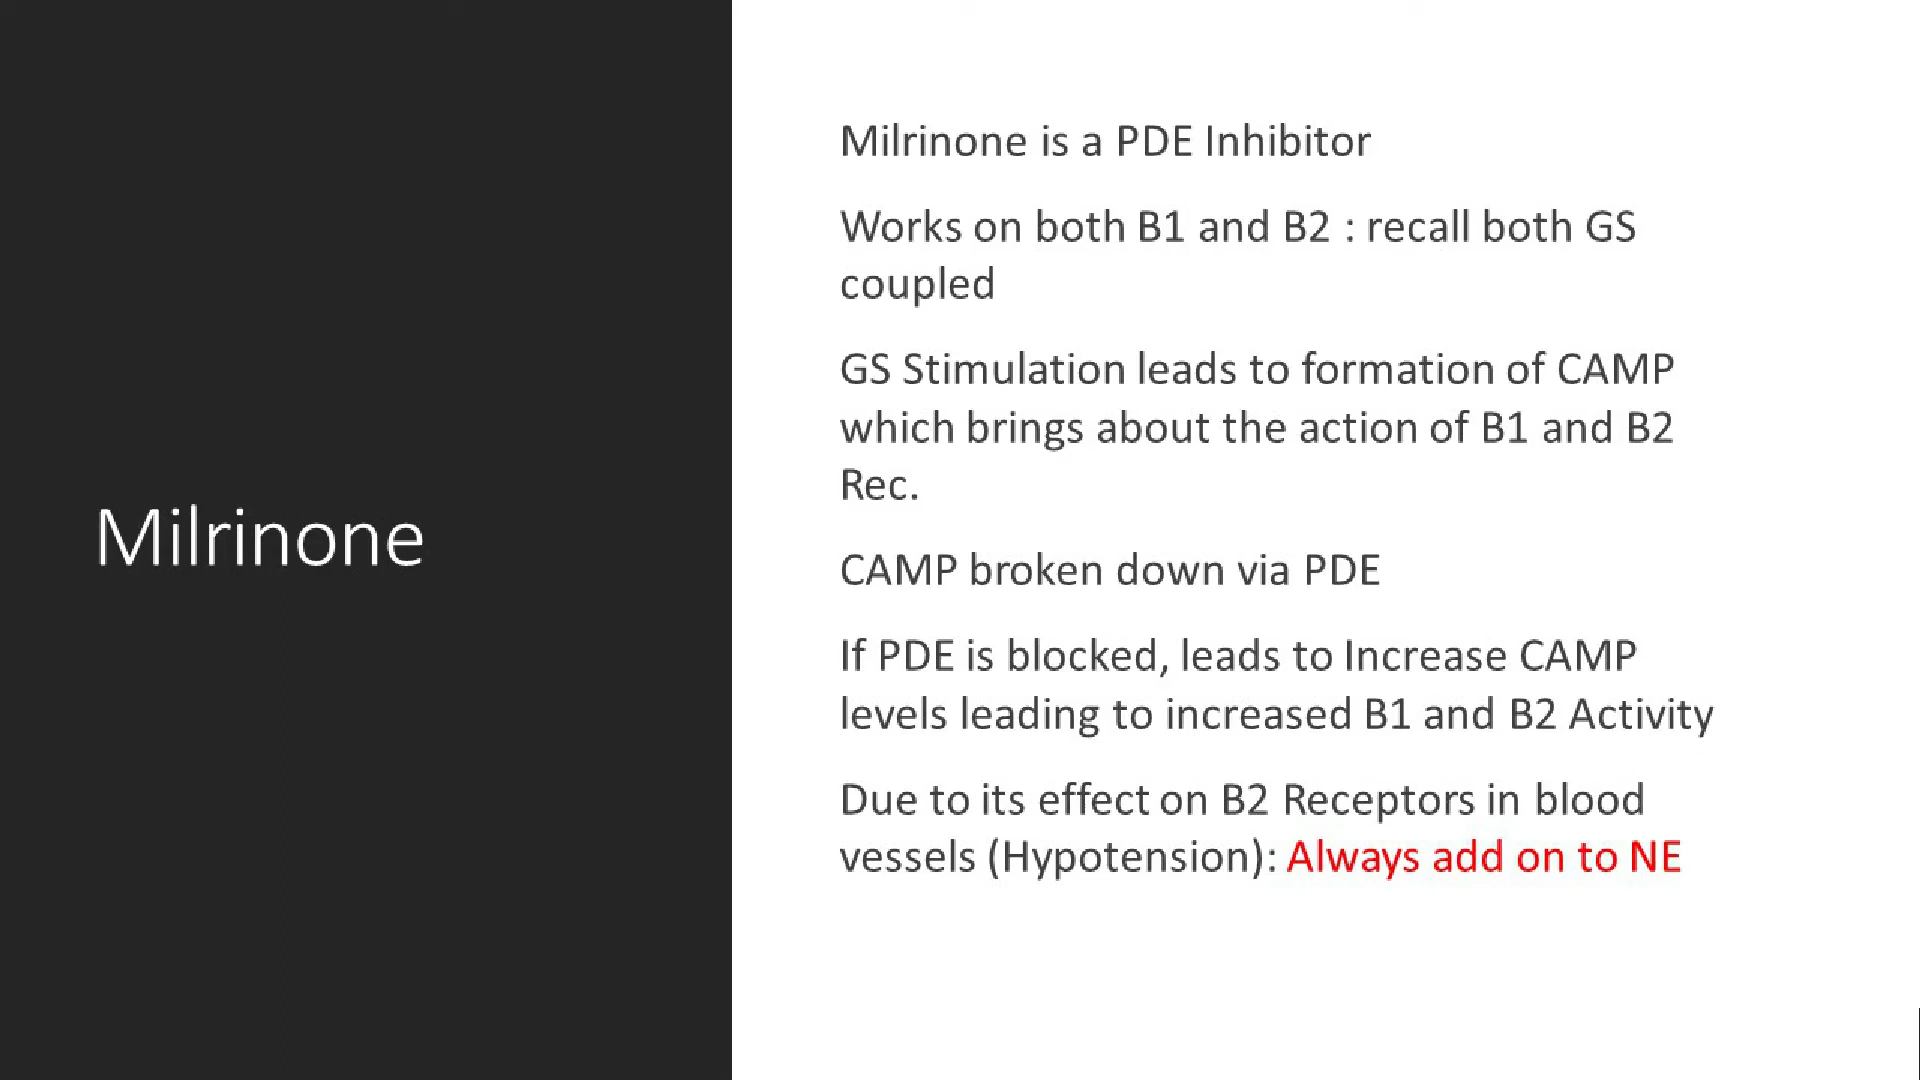 Milrinone
Milrinone is a PDE Inhibitor
Works on both B1 and B2 : recall both GS
coupled
GS Stimulation leads to formation of CAMP
which brings about the action of B1 and B2
Rec.
CAMP broken down via PDE
If PDE is blocked, leads to Increase CAMP
levels leading to increased B1 and B2 Activity
Due to its effect on B2 Receptors in blood
vessels (Hypotension): Always add on to NE